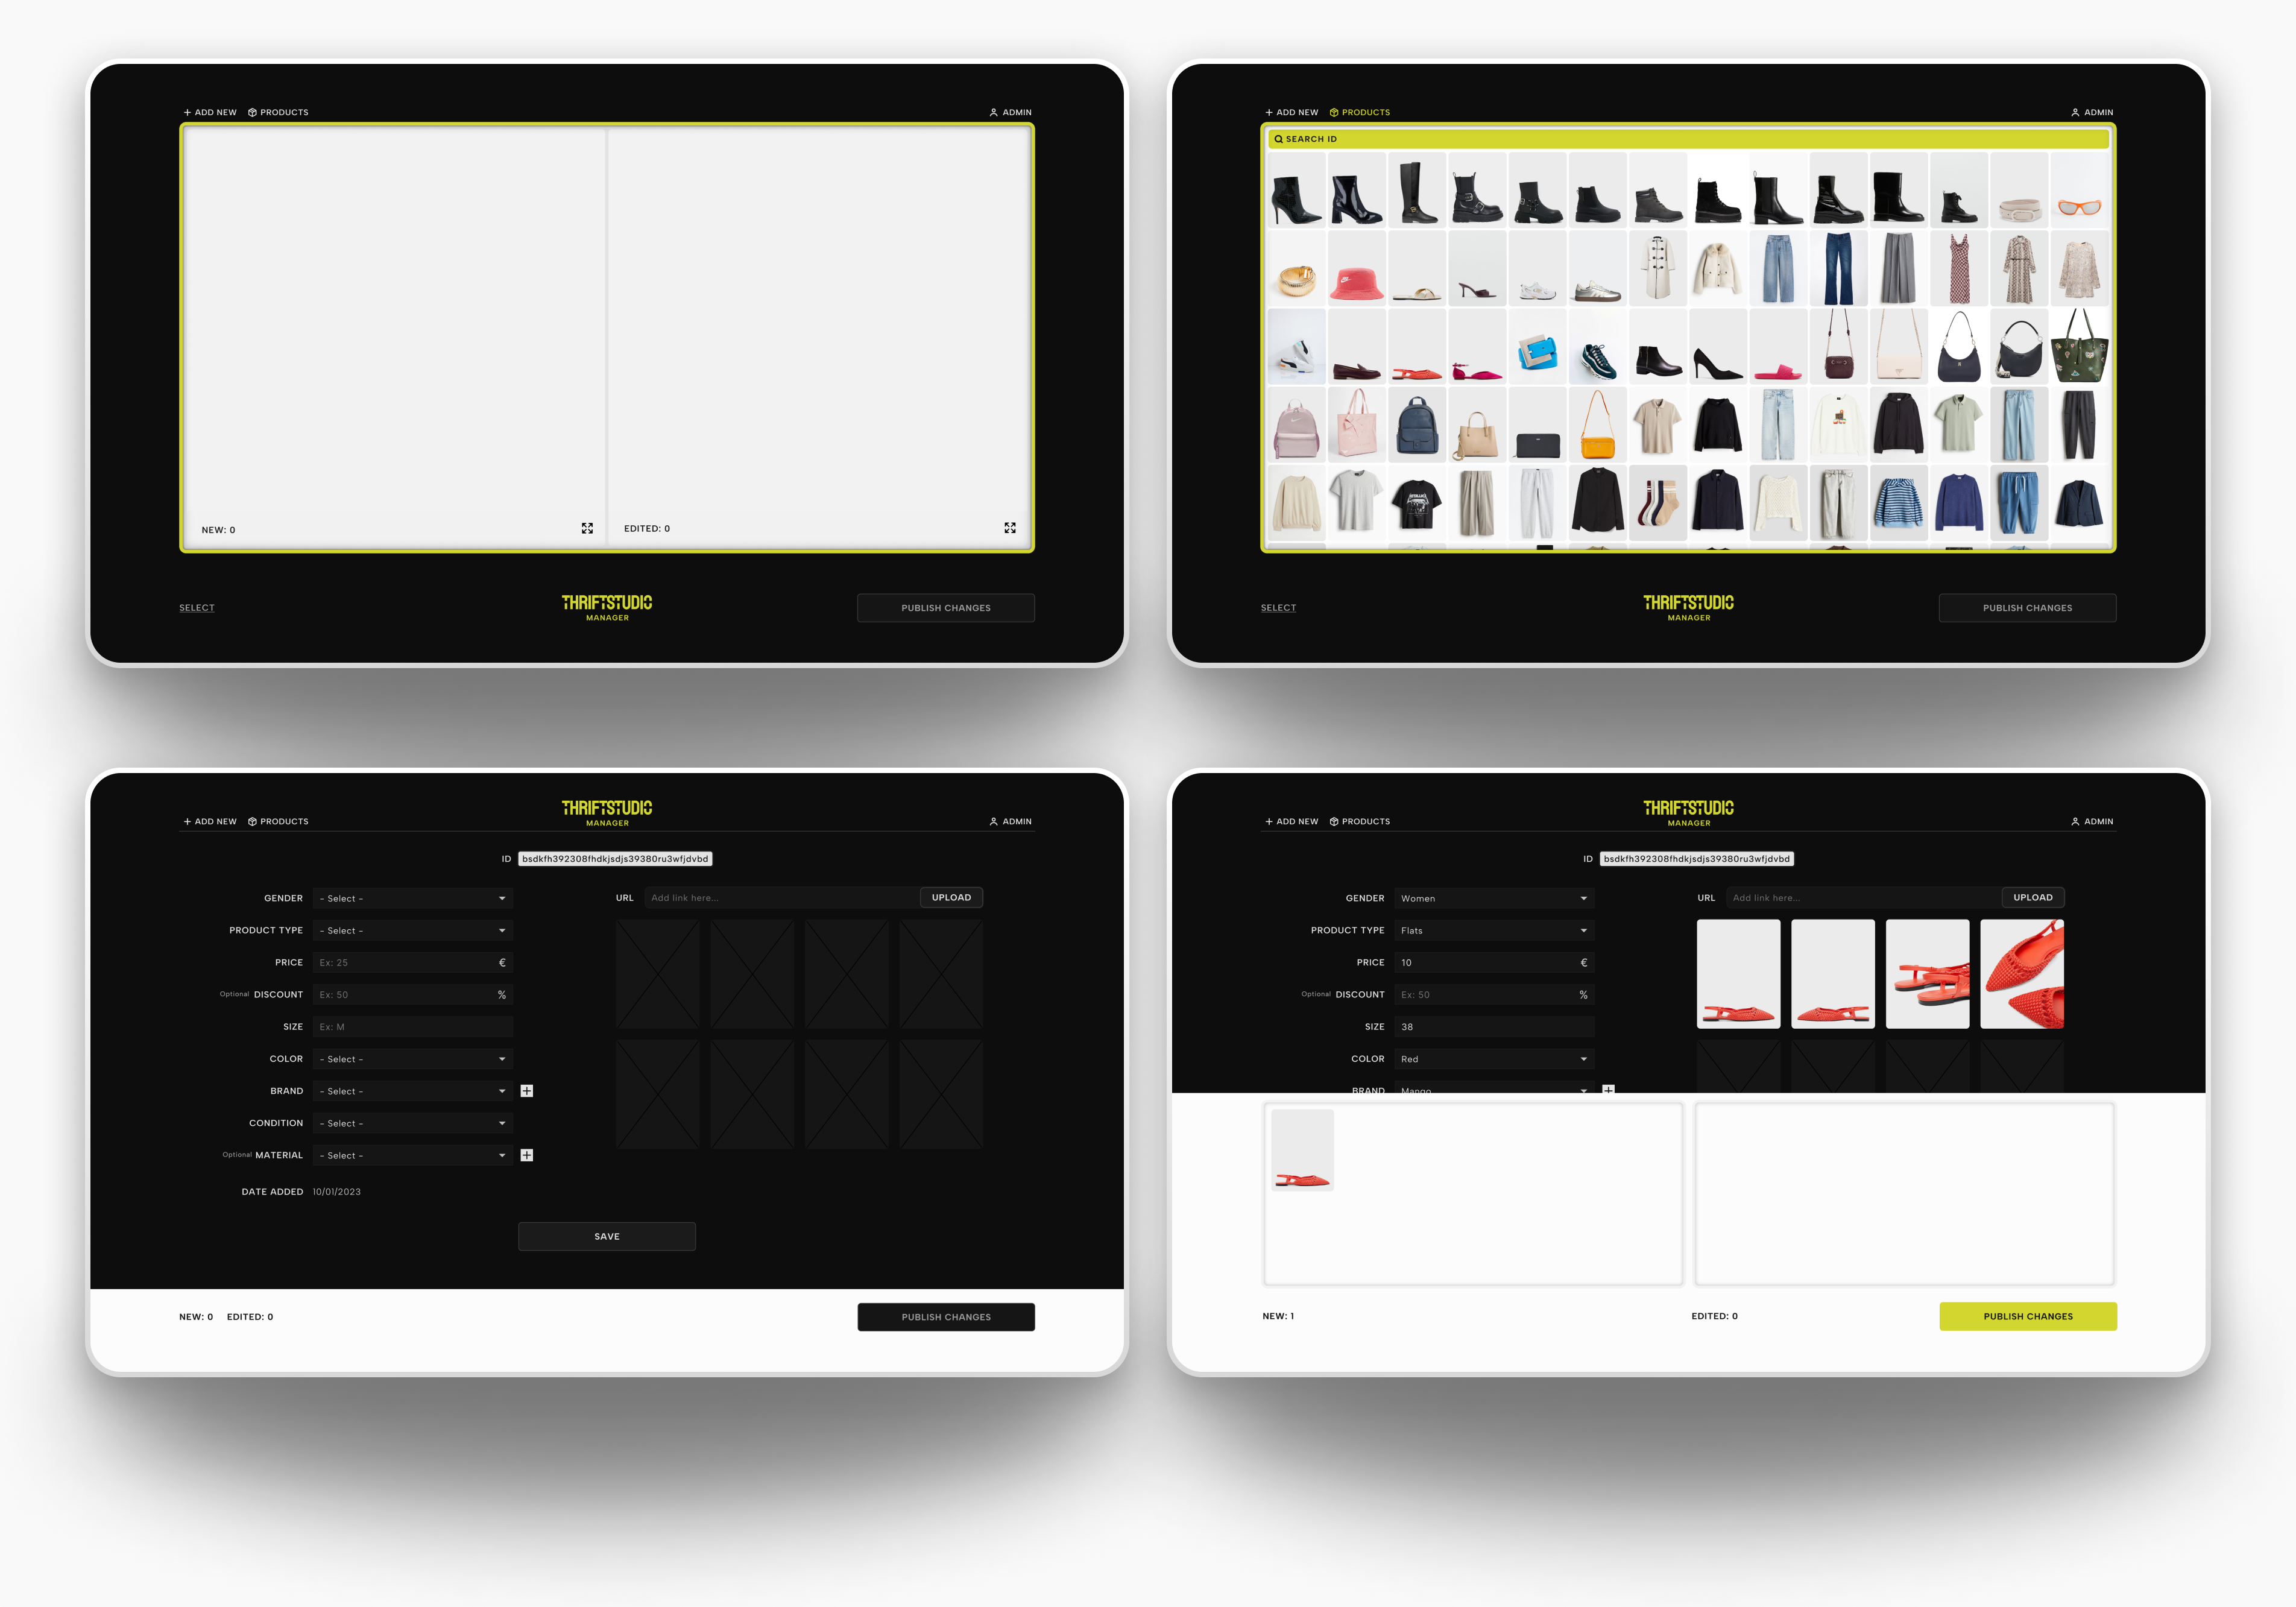 ADD NEW PRODUCTS ADMIN
NEW: 0 EDITED: 0
SELECT THRIFTSTUDIO PUBLISH CHANGES
MANAGER
ADD NEW PRODUCTS ADMIN
SEARCH ID
SELECT THRIFTSTUDIO PUBLISH CHANGES
MANAGER
THRIFTSTUDIO
MANAGER
ADD NEW PRODUCTS ADMIN
ID bsdkfh392308fhdkjsdjs39380ru3wfjdvbd
GENDER - Select - URL Add link here... UPLOAD
PRODUCT TYPE - Select -
PRICE Ex: 25 €
Optional DISCOUNT Ex: 50 %
SIZE Ex: M
COLOR - Select -
BRAND - Select -
CONDITION - Select -
Optional MATERIAL - Select -
DATE ADDED 10/01/2023
SAVE
NEW: 0 EDITED: 0 PUBLISH CHANGES
THRIFTSTUDIO
MANAGER
ADD NEW PRODUCTS ADMIN
ID bsdkfh392308fhdkjsdjs39380ru3wfjdvbd
GENDER Women URL Add link here... UPLOAD
PRODUCT TYPE Flats
PRICE 10 €
Optional DISCOUNT Ex: 50 %
SIZE 38
COLOR Red
BRAND Mango
NEW: 1 EDITED: 0 PUBLISH CHANGES